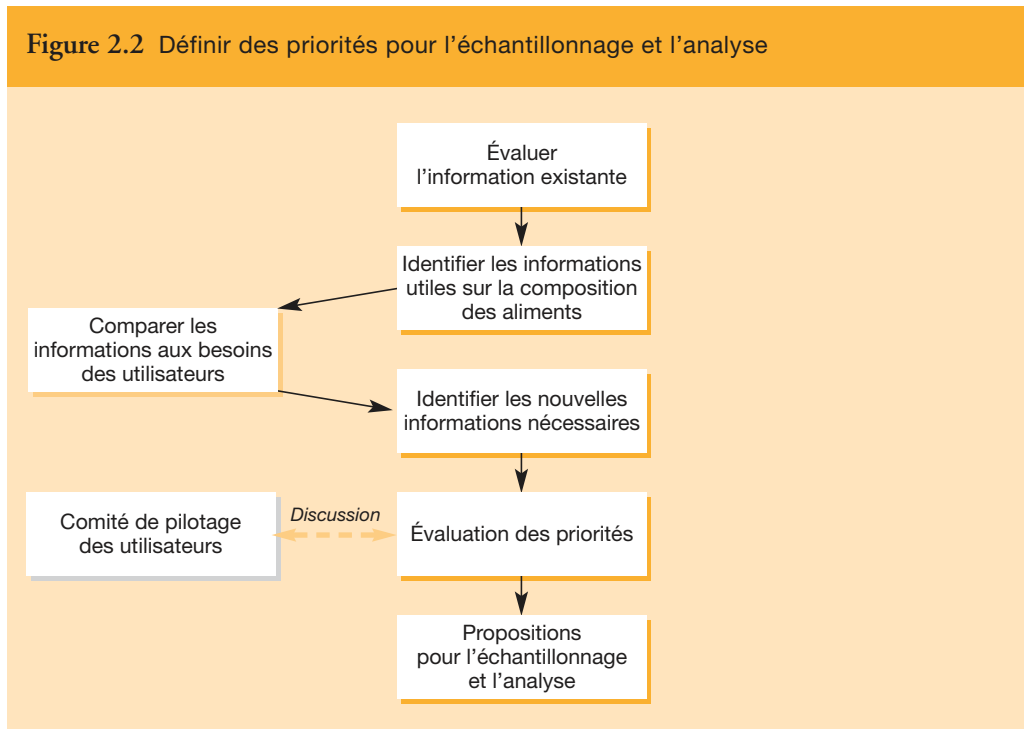 Figure 2.2 Définir des priorités pour l'échantillonnage et l'analyse
Évaluer
l'information existante
Identifier les informations
utiles sur la composition
des aliments
Comparer les
informations aux besoins
des utilisateurs
Identifier les nouvelles
informations nécessaires
Comité de pilotage
des utilisateurs
Discussion
Évaluation des priorités
Propositions
pour l'échantillonnage
et l'analyse